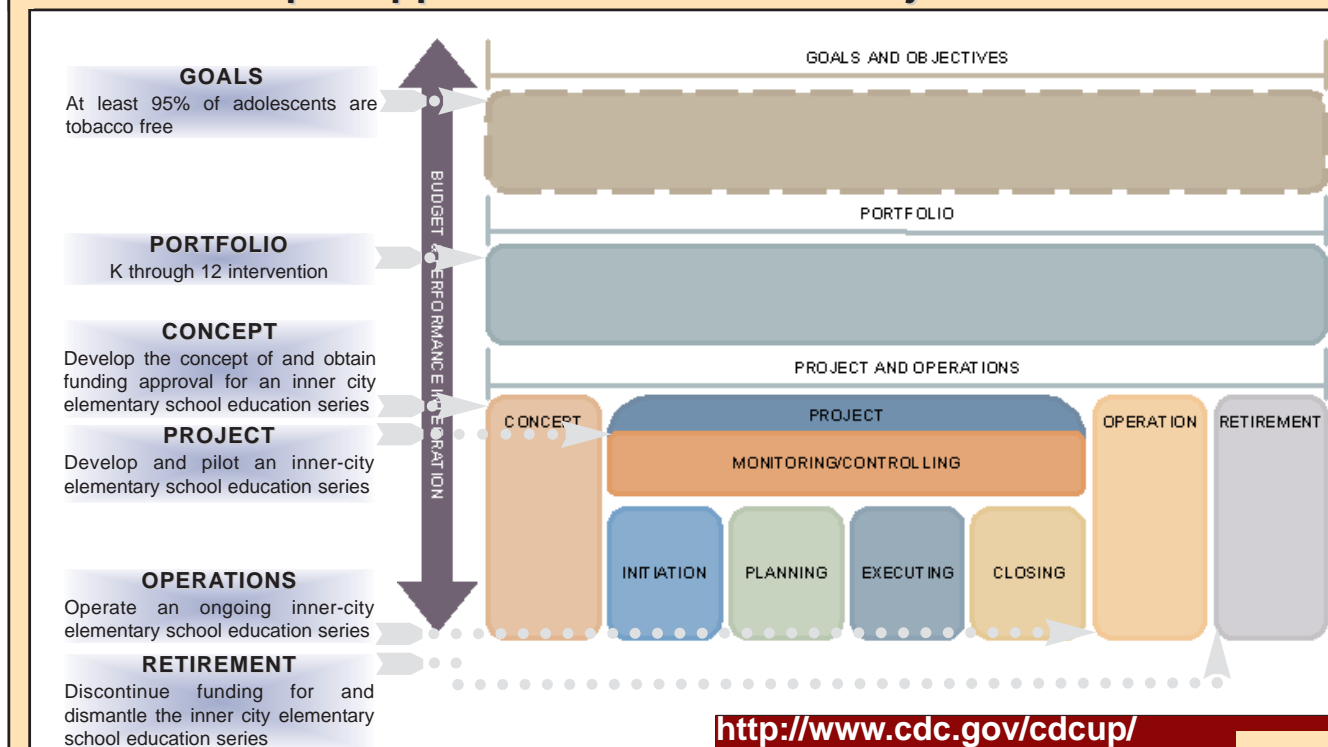 GOALS
At least 95% of adolescents are
tobacco free
PORTFOLIO
K through 12 intervention
CONCEPT
Develop the concept of and obtain
funding approval for an inner city
elementary school education series
PROJECT
Develop and pilot an inner-city
elementary school education series
OPERATIONS
Operate an ongoing inner-city
elementary school education series
RETIREMENT
Discontinue funding for and
dismantle the inner city elementary
school education series
BUDGET & PERFORMANCE INTEGRATION
GOALS AND OBJECTIVES
PORTFOLIO
PROJECT AND OPERATIONS
CONCEPT
PROJECT
MONITORING/CONTROLLING
INITIATION
PLANNING
EXECUTING
CLOSING
OPERATION
RETIREMENT
http://www.cdc.gov/cdcup/